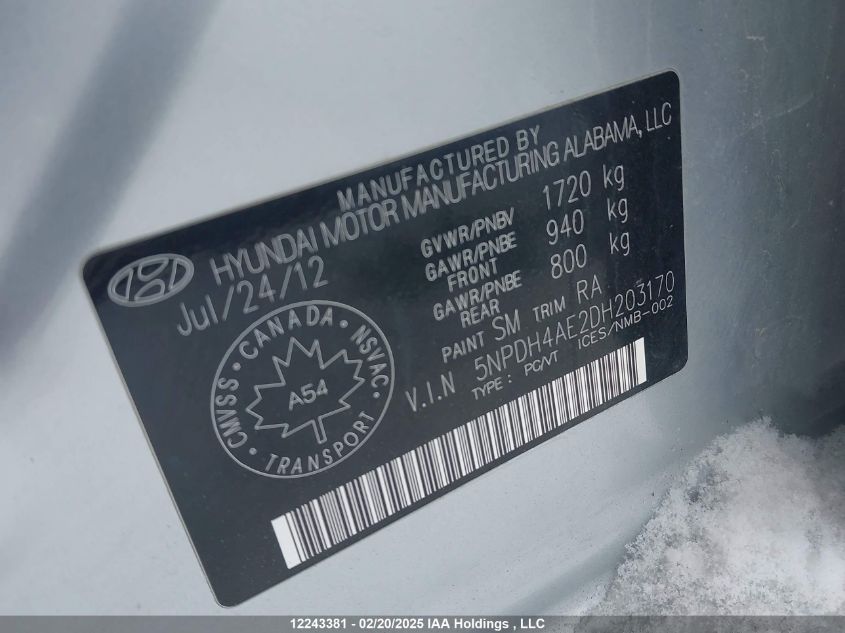 MANUFACTURED BY
HYUNDAI MOTOR MANUFACTURING ALABAMA, LLC
Jul/24/12
GVWR/PNBV 1720 kg
GAWR/PNBE FRONT 940 kg
GAWR/PNBE REAR 800 kg
PAINT SM TRIM RA
V.I.N 5NPDH4AE2DH203170
TYPE : PC/VT ICES/NMB-002
CMVSS · CANADA · NSVAC · TRANSPORT ·
A54
12243381 - 02/20/2025 IAA Holdings , LLC